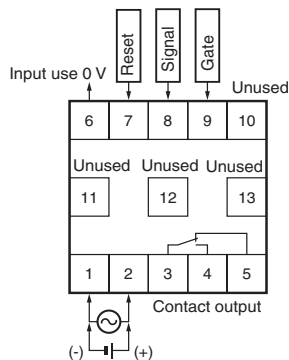 Reset
Signal
Gate
Input use 0 V
Unused
6 7 8 9 10
Unused Unused Unused
11 12 13
1 2 3 4 5
Contact output
(-) (+)